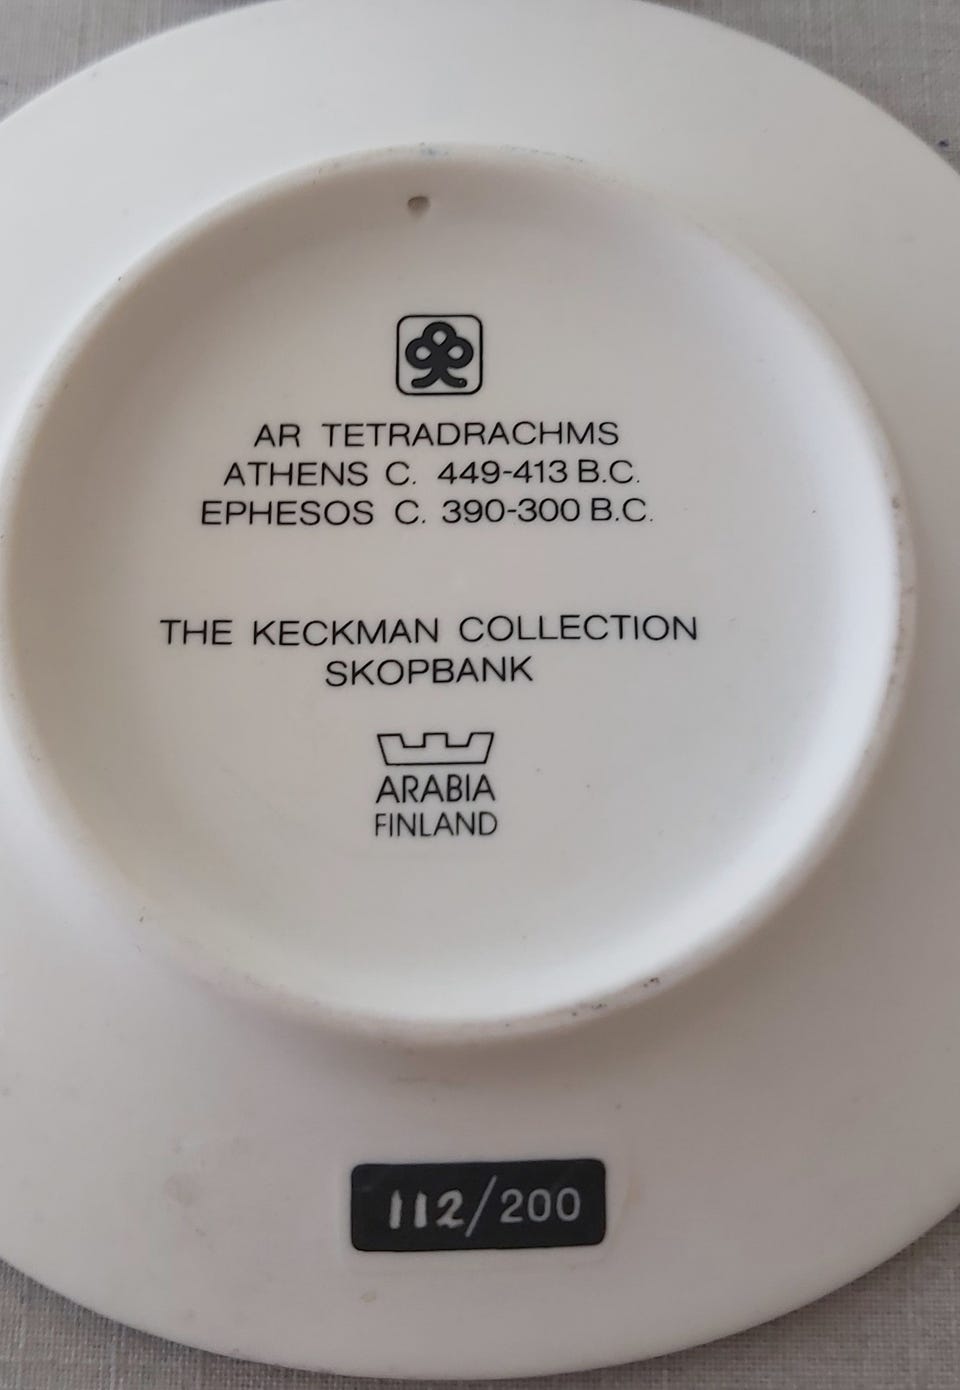 AR TETRADRACHMS
ATHENS C. 449-413 B.C.
EPHESOS C. 390-300 B.C.
THE KECKMAN COLLECTION
SKOPBANK
ARABIA
FINLAND
112/200